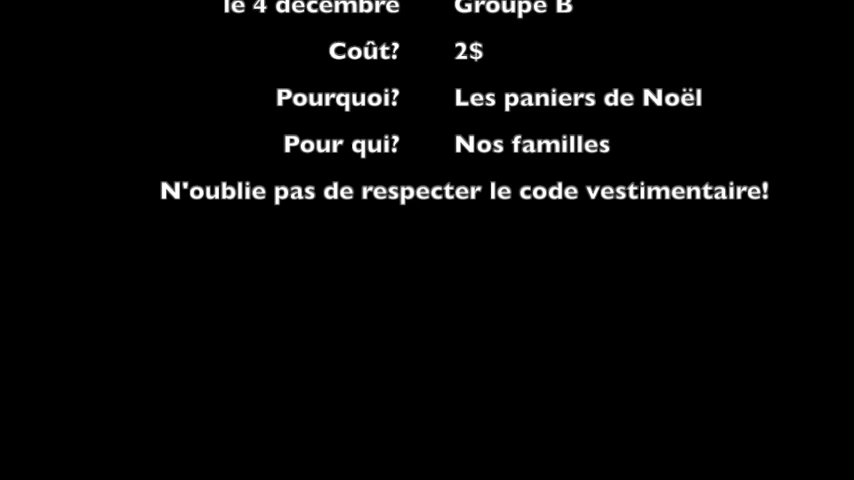 le 4 décembre Groupe B
Coût? 2$
Pourquoi? Les paniers de Noël
Pour qui? Nos familles
N'oublie pas de respecter le code vestimentaire!